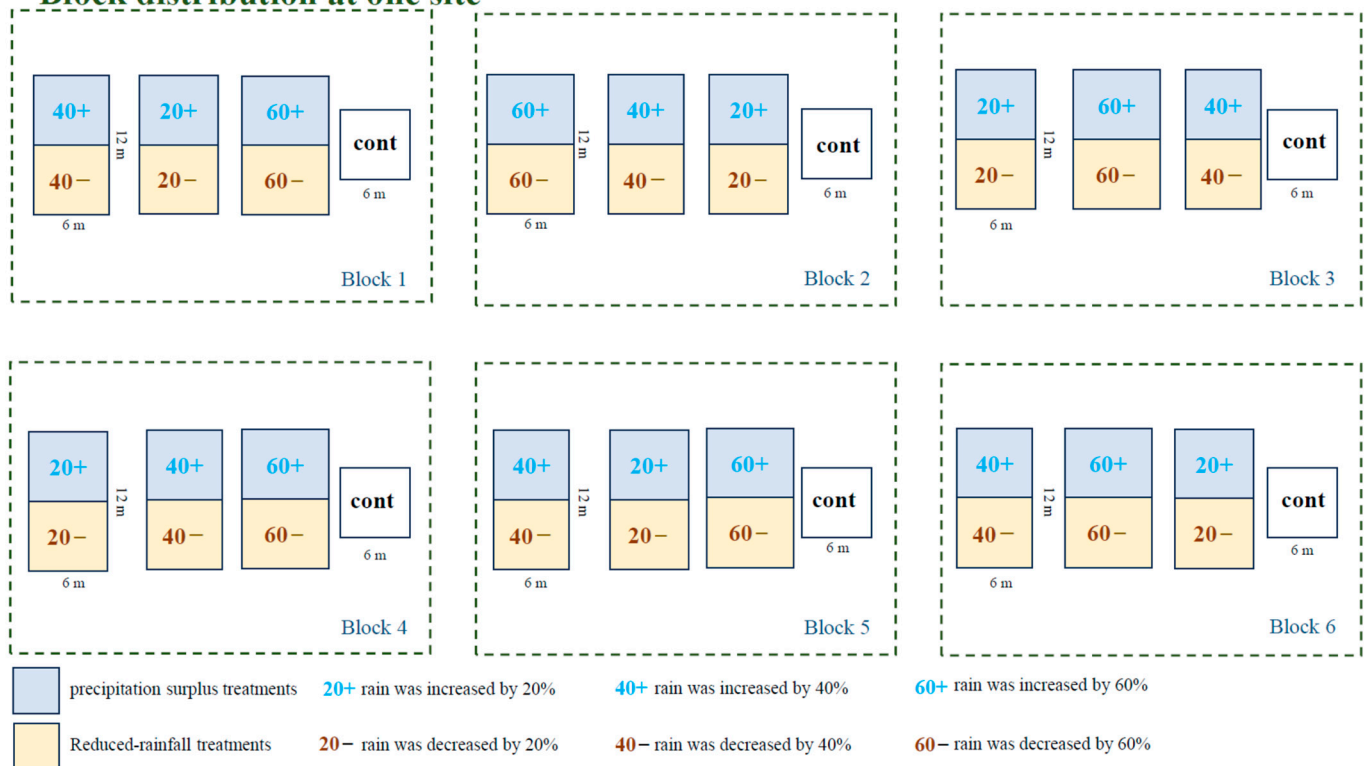 Block distribution at one site
40+ 20+ 60+
cont
12 m
40− 20− 60−
6 m
6 m
Block 1
60+ 40+ 20+
cont
12 m
60− 40− 20−
6 m
6 m
Block 2
20+ 60+ 40+
cont
12 m
20− 60− 40−
6 m
6 m
Block 3
20+ 40+ 60+
cont
12 m
20− 40− 60−
6 m
6 m
Block 4
40+ 20+ 60+
cont
12 m
40− 20− 60−
6 m
6 m
Block 5
40+ 60+ 20+
cont
12 m
40− 60− 20−
6 m
6 m
Block 6
precipitation surplus treatments 20+ rain was increased by 20% 40+ rain was increased by 40% 60+ rain was increased by 60%
Reduced-rainfall treatments 20− rain was decreased by 20% 40− rain was decreased by 40% 60− rain was decreased by 60%